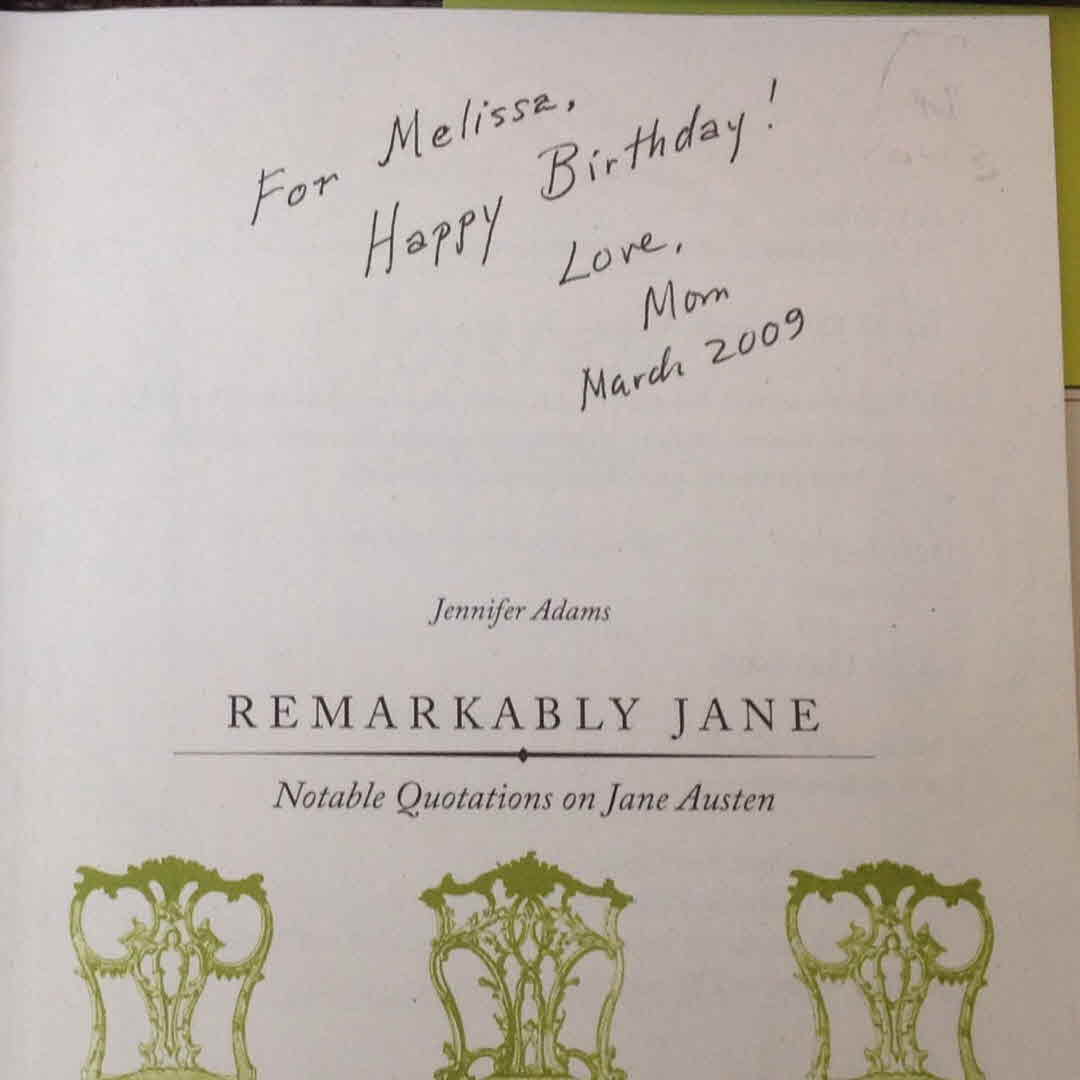 For Melissa,
Happy Birthday!
Love,
Mom
March 2009
Jennifer Adams
REMARKABLY JANE
Notable Quotations on Jane Austen